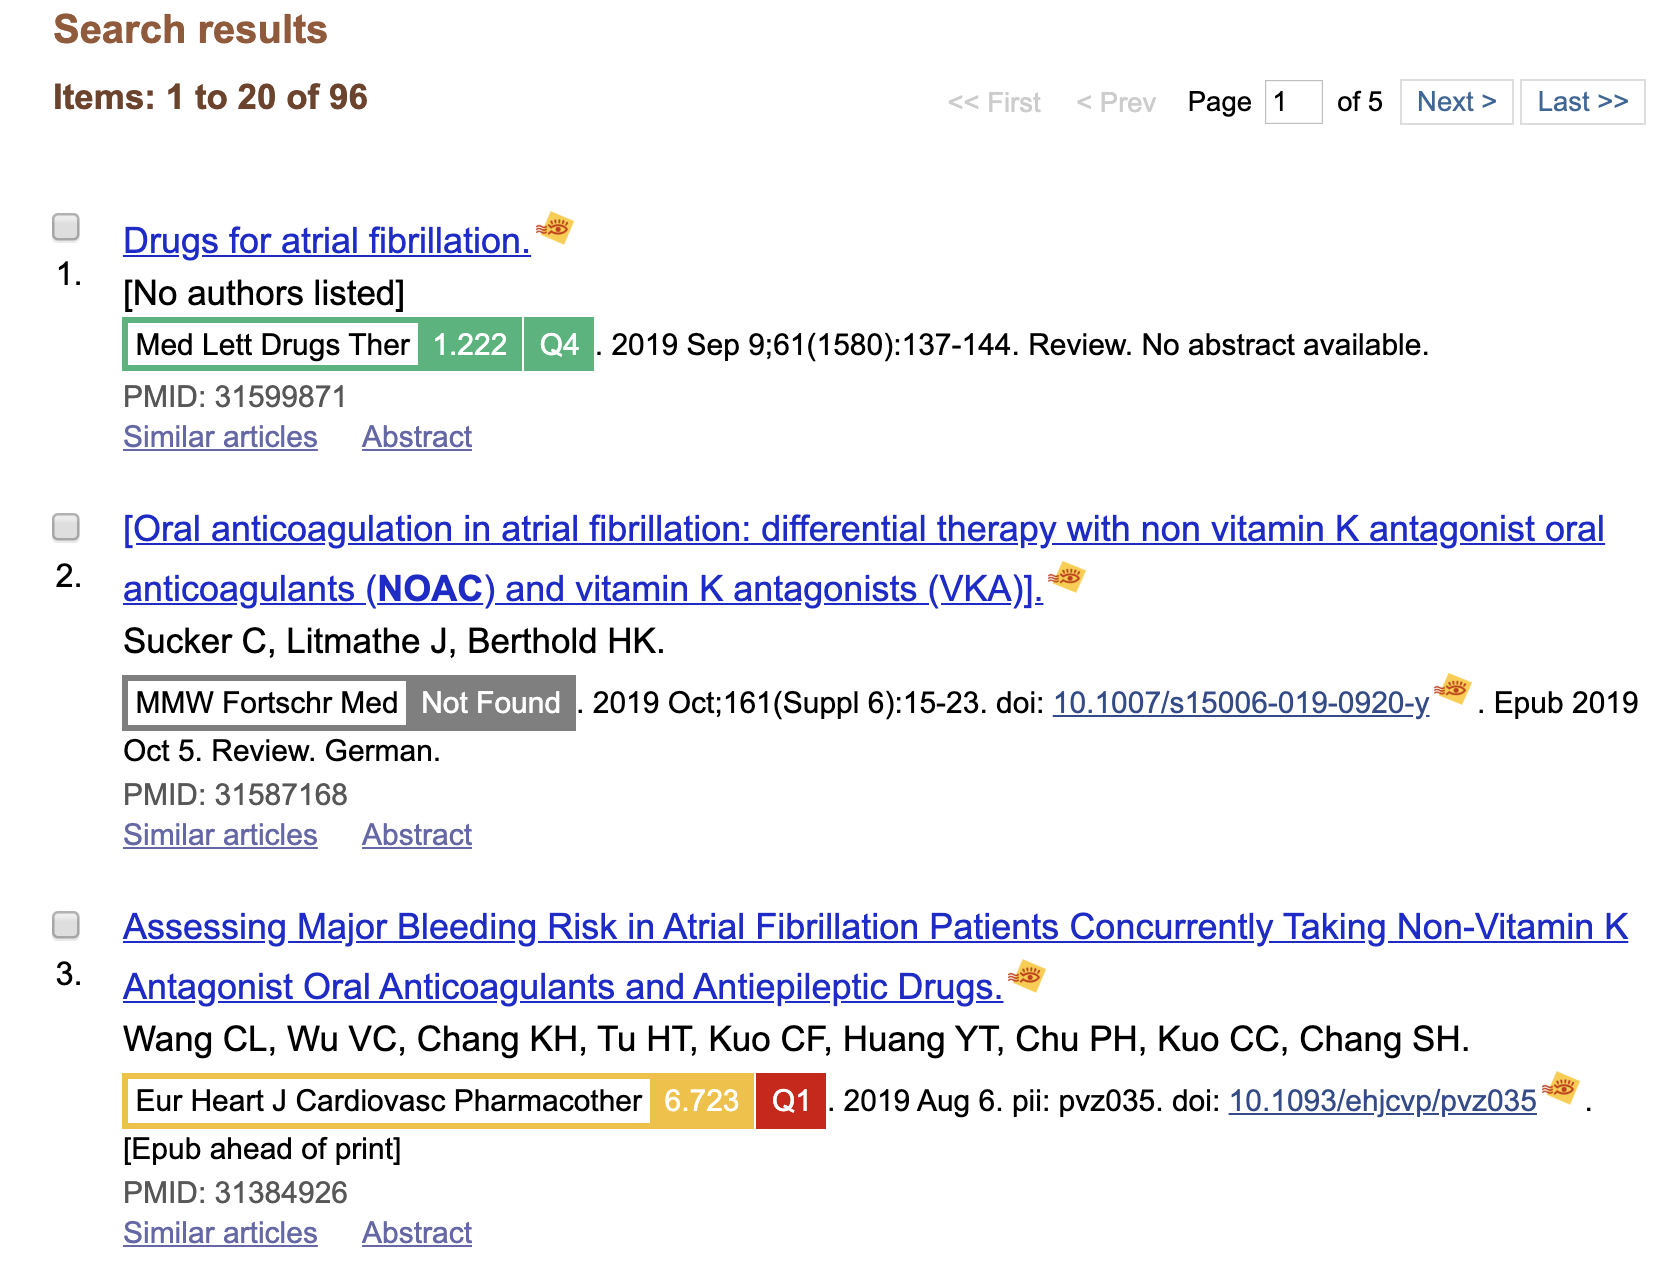 Search results
Items: 1 to 20 of 96
<< First < Prev Page 1 of 5 Next > Last >>
1.
Drugs for atrial fibrillation.
[No authors listed]
Med Lett Drugs Ther 1.222 Q4 . 2019 Sep 9;61(1580):137-144. Review. No abstract available.
PMID: 31599871
Similar articles Abstract
2.
[Oral anticoagulation in atrial fibrillation: differential therapy with non vitamin K antagonist oral
anticoagulants (NOAC) and vitamin K antagonists (VKA)].
Sucker C, Litmathe J, Berthold HK.
MMW Fortschr Med Not Found . 2019 Oct;161(Suppl 6):15-23. doi: 10.1007/s15006-019-0920-y . Epub 2019
Oct 5. Review. German.
PMID: 31587168
Similar articles Abstract
3.
Assessing Major Bleeding Risk in Atrial Fibrillation Patients Concurrently Taking Non-Vitamin K
Antagonist Oral Anticoagulants and Antiepileptic Drugs.
Wang CL, Wu VC, Chang KH, Tu HT, Kuo CF, Huang YT, Chu PH, Kuo CC, Chang SH.
Eur Heart J Cardiovasc Pharmacother 6.723 Q1 . 2019 Aug 6. pii: pvz035. doi: 10.1093/ehjcvp/pvz035 .
[Epub ahead of print]
PMID: 31384926
Similar articles Abstract